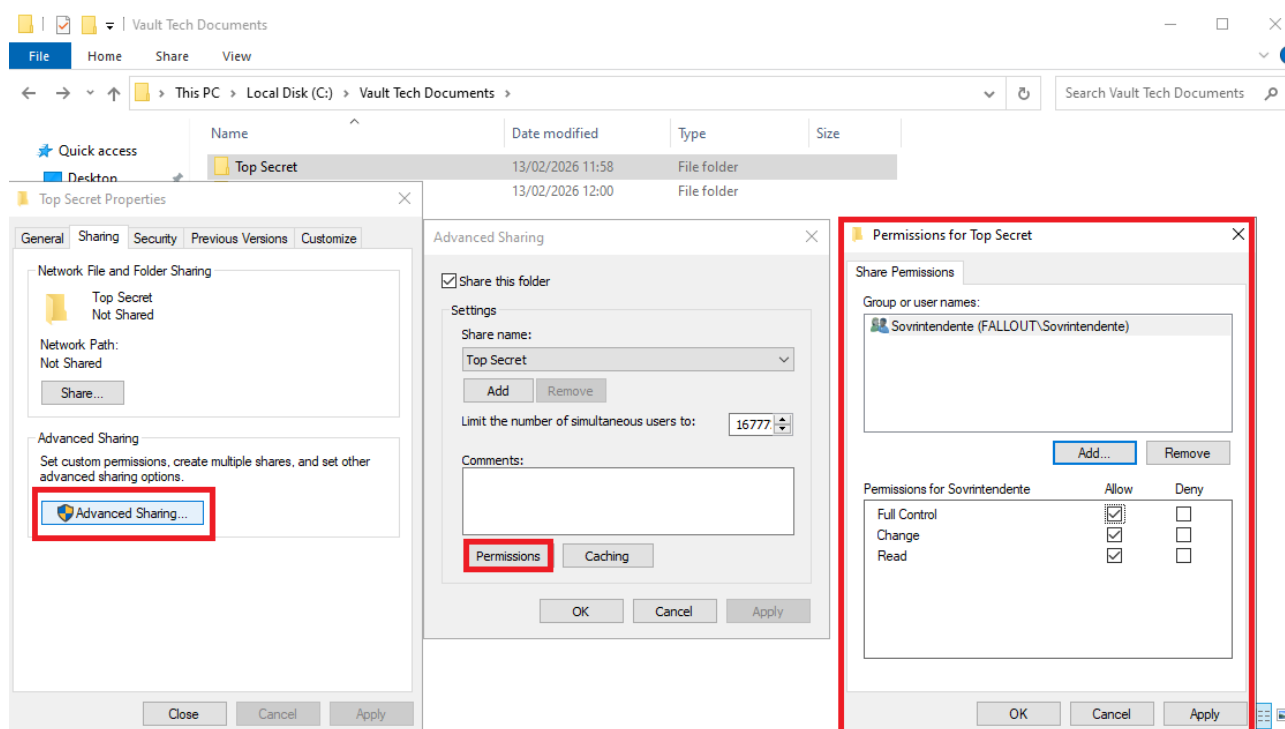 Vault Tech Documents
File Home Share View
This PC > Local Disk (C:) > Vault Tech Documents >
Search Vault Tech Documents
Name Date modified Type Size
Quick access
Desktop
Top Secret 13/02/2026 11:58 File folder
13/02/2026 12:00 File folder
Top Secret Properties
General Sharing Security Previous Versions Customize
Network File and Folder Sharing
Top Secret
Not Shared
Network Path:
Not Shared
Share...
Advanced Sharing
Set custom permissions, create multiple shares, and set other
advanced sharing options.
Advanced Sharing...
Close Cancel Apply
Advanced Sharing
Share this folder
Settings
Share name:
Top Secret
Add Remove
Limit the number of simultaneous users to: 16777
Comments:
Permissions Caching
OK Cancel Apply
Permissions for Top Secret
Share Permissions
Group or user names:
Sovrintendente (FALLOUT\Sovrintendente)
Add... Remove
Permissions for Sovrintendente Allow Deny
Full Control
Change
Read
OK Cancel Apply